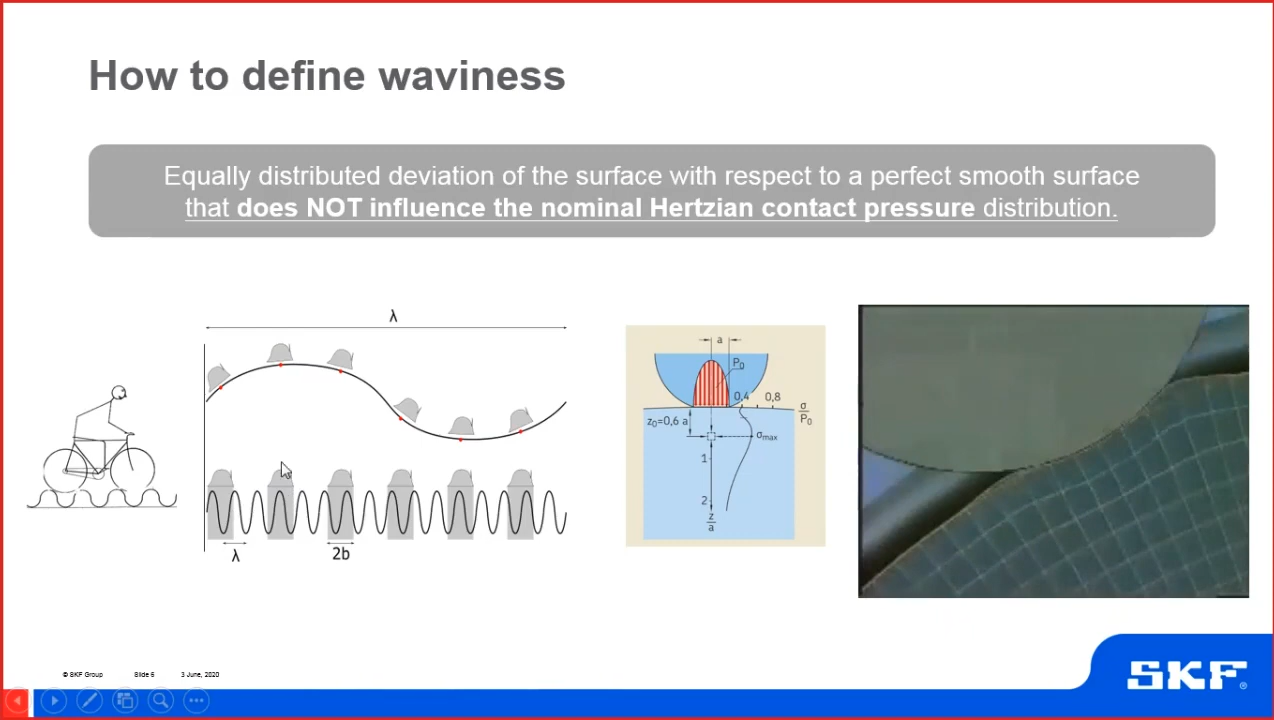 How to define waviness
Equally distributed deviation of the surface with respect to a perfect smooth surface
that does NOT influence the nominal Hertzian contact pressure distribution.
λ
λ
2b
a
P0
0,4
0,8
σ
P0
z0=0,6 a
σmax
1
2
z
a
© SKF Group
Slide 6
3 June, 2020
SKF